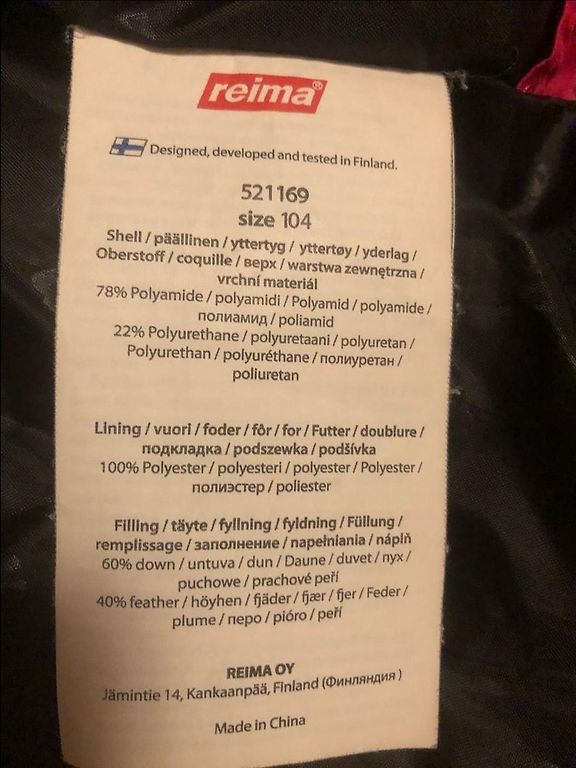 reima®
Designed, developed and tested in Finland.
521169
size 104
Shell / päällinen / yttertyg / yttertøy / yderlag /
Oberstoff / coquille / верх / warstwa zewnętrzna /
vrchní materiál
78% Polyamide / polyamidi / Polyamid / polyamide /
полиамид / poliamid
22% Polyurethane / polyuretaani / polyuretan /
Polyurethan / polyuréthane / полиуретан /
poliuretan
Lining / vuori / foder / fôr / for / Futter / doublure /
подкладка / podszewka / podšívka
100% Polyester / polyesteri / polyester / Polyester /
полиэстер / poliester
Filling / täyte / fyllning / fyldning / Füllung /
remplissage / заполнение / napełniania / náplň
60% down / untuva / dun / Daune / duvet / пух /
puchowe / prachové peří
40% feather / höyhen / fjäder / fjær / fjer / Feder /
plume / перо / pióro / peří
REIMA OY
Jämintie 14, Kankaanpää, Finland (Финляндия )
Made in China